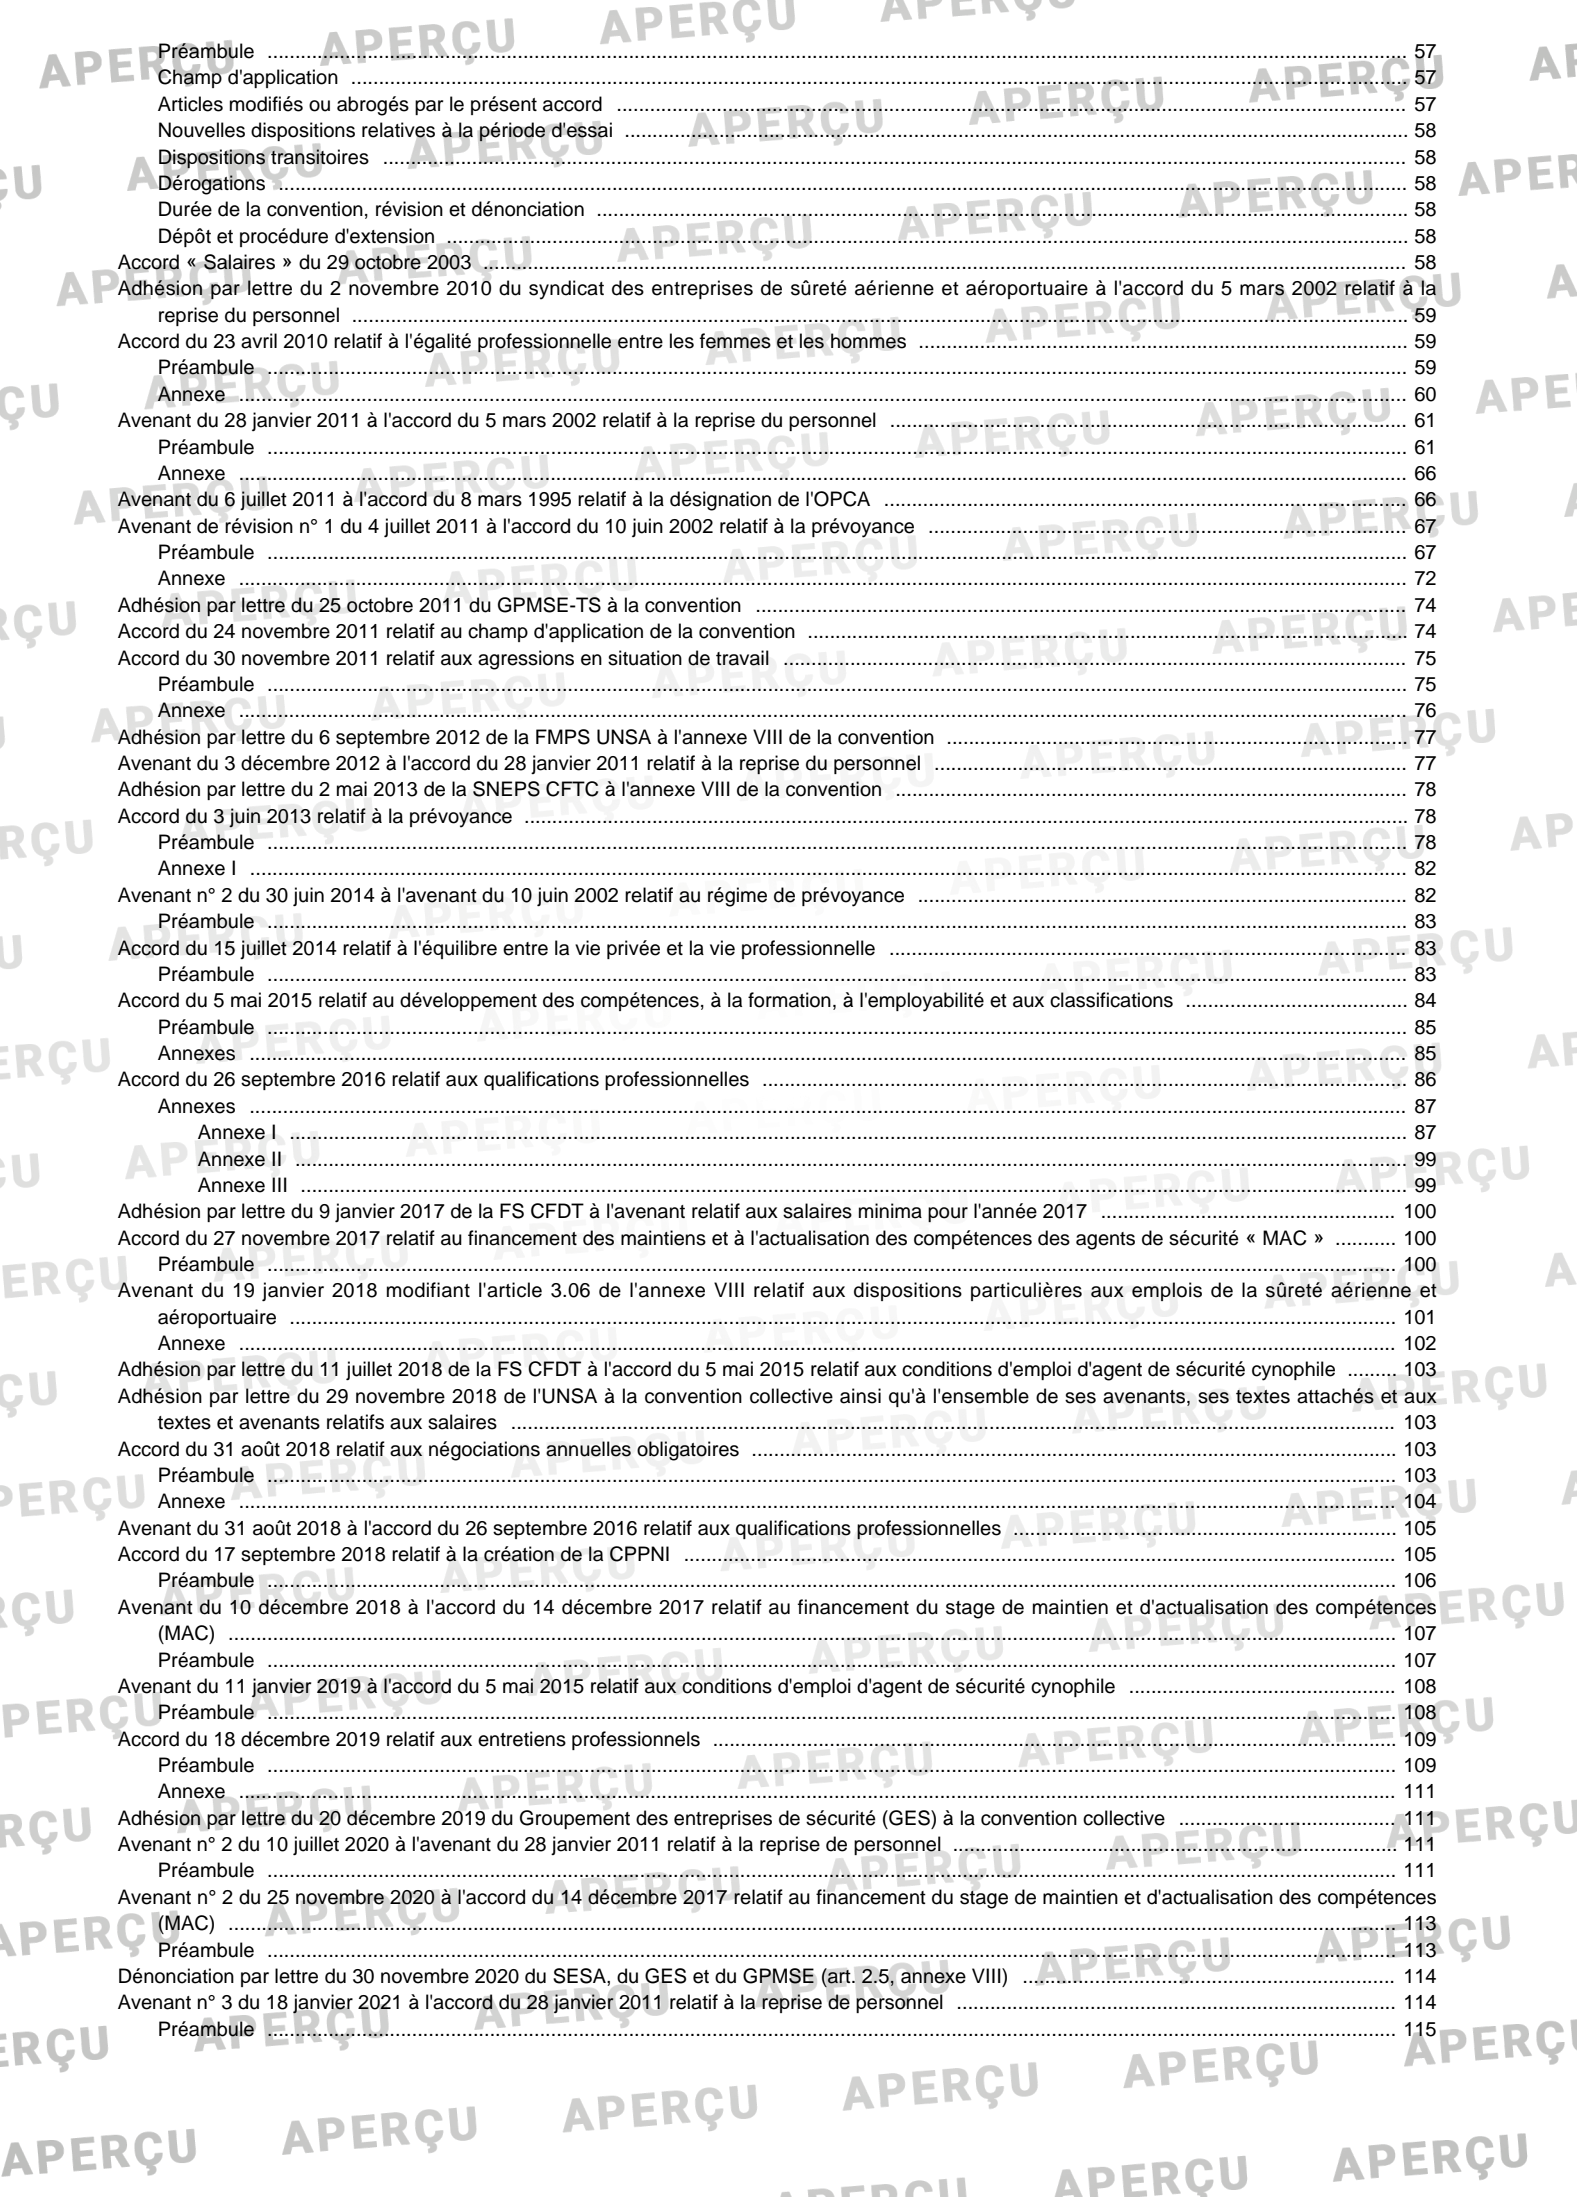 Préambule ... 57
Champ d'application ... 57
Articles modifiés ou abrogés par le présent accord ... 57
Nouvelles dispositions relatives à la période d'essai ... 58
Dispositions transitoires ... 58
Dérogations ... 58
Durée de la convention, révision et dénonciation ... 58
Dépôt et procédure d'extension ... 58
Accord « Salaires » du 29 octobre 2003 ... 58
Adhésion par lettre du 2 novembre 2010 du syndicat des entreprises de sûreté aérienne et aéroportuaire à l'accord du 5 mars 2002 relatif à la
reprise du personnel ... 59
Accord du 23 avril 2010 relatif à l'égalité professionnelle entre les femmes et les hommes ... 59
Préambule ... 59
Annexe ... 60
Avenant du 28 janvier 2011 à l'accord du 5 mars 2002 relatif à la reprise du personnel ... 61
Préambule ... 61
Annexe ... 66
Avenant du 6 juillet 2011 à l'accord du 8 mars 1995 relatif à la désignation de l'OPCA ... 66
Avenant de révision n° 1 du 4 juillet 2011 à l'accord du 10 juin 2002 relatif à la prévoyance ... 67
Préambule ... 67
Annexe ... 72
Adhésion par lettre du 25 octobre 2011 du GPMSE-TS à la convention ... 74
Accord du 24 novembre 2011 relatif au champ d'application de la convention ... 74
Accord du 30 novembre 2011 relatif aux agressions en situation de travail ... 75
Préambule ... 75
Annexe ... 76
Adhésion par lettre du 6 septembre 2012 de la FMPS UNSA à l'annexe VIII de la convention ... 77
Avenant du 3 décembre 2012 à l'accord du 28 janvier 2011 relatif à la reprise du personnel ... 77
Adhésion par lettre du 2 mai 2013 de la SNEPS CFTC à l'annexe VIII de la convention ... 78
Accord du 3 juin 2013 relatif à la prévoyance ... 78
Préambule ... 78
Annexe I ... 82
Avenant n° 2 du 30 juin 2014 à l'avenant du 10 juin 2002 relatif au régime de prévoyance ... 82
Préambule ... 83
Accord du 15 juillet 2014 relatif à l'équilibre entre la vie privée et la vie professionnelle ... 83
Préambule ... 83
Accord du 5 mai 2015 relatif au développement des compétences, à la formation, à l'employabilité et aux classifications ... 84
Préambule ... 85
Annexes ... 85
Accord du 26 septembre 2016 relatif aux qualifications professionnelles ... 86
Annexes ... 87
Annexe I ... 87
Annexe II ... 99
Annexe III ... 99
Adhésion par lettre du 9 janvier 2017 de la FS CFDT à l'avenant relatif aux salaires minima pour l'année 2017 ... 100
Accord du 27 novembre 2017 relatif au financement des maintiens et à l'actualisation des compétences des agents de sécurité « MAC » ... 100
Préambule ... 100
Avenant du 19 janvier 2018 modifiant l'article 3.06 de l'annexe VIII relatif aux dispositions particulières aux emplois de la sûreté aérienne et
aéroportuaire ... 101
Annexe ... 102
Adhésion par lettre du 11 juillet 2018 de la FS CFDT à l'accord du 5 mai 2015 relatif aux conditions d'emploi d'agent de sécurité cynophile ... 103
Adhésion par lettre du 29 novembre 2018 de l'UNSA à la convention collective ainsi qu'à l'ensemble de ses avenants, ses textes attachés et aux
textes et avenants relatifs aux salaires ... 103
Accord du 31 août 2018 relatif aux négociations annuelles obligatoires ... 103
Préambule ... 103
Annexe ... 104
Avenant du 31 août 2018 à l'accord du 26 septembre 2016 relatif aux qualifications professionnelles ... 105
Accord du 17 septembre 2018 relatif à la création de la CPPNI ... 105
Préambule ... 106
Avenant du 10 décembre 2018 à l'accord du 14 décembre 2017 relatif au financement du stage de maintien et d'actualisation des compétences
(MAC) ... 107
Préambule ... 107
Avenant du 11 janvier 2019 à l'accord du 5 mai 2015 relatif aux conditions d'emploi d'agent de sécurité cynophile ... 108
Préambule ... 108
Accord du 18 décembre 2019 relatif aux entretiens professionnels ... 109
Préambule ... 109
Annexe ... 111
Adhésion par lettre du 20 décembre 2019 du Groupement des entreprises de sécurité (GES) à la convention collective ... 111
Avenant n° 2 du 10 juillet 2020 à l'avenant du 28 janvier 2011 relatif à la reprise de personnel ... 111
Préambule ... 111
Avenant n° 2 du 25 novembre 2020 à l'accord du 14 décembre 2017 relatif au financement du stage de maintien et d'actualisation des compétences
(MAC) ... 113
Préambule ... 113
Dénonciation par lettre du 30 novembre 2020 du SESA, du GES et du GPMSE (art. 2.5, annexe VIII) ... 114
Avenant n° 3 du 18 janvier 2021 à l'accord du 28 janvier 2011 relatif à la reprise de personnel ... 114
Préambule ... 115
APERÇU